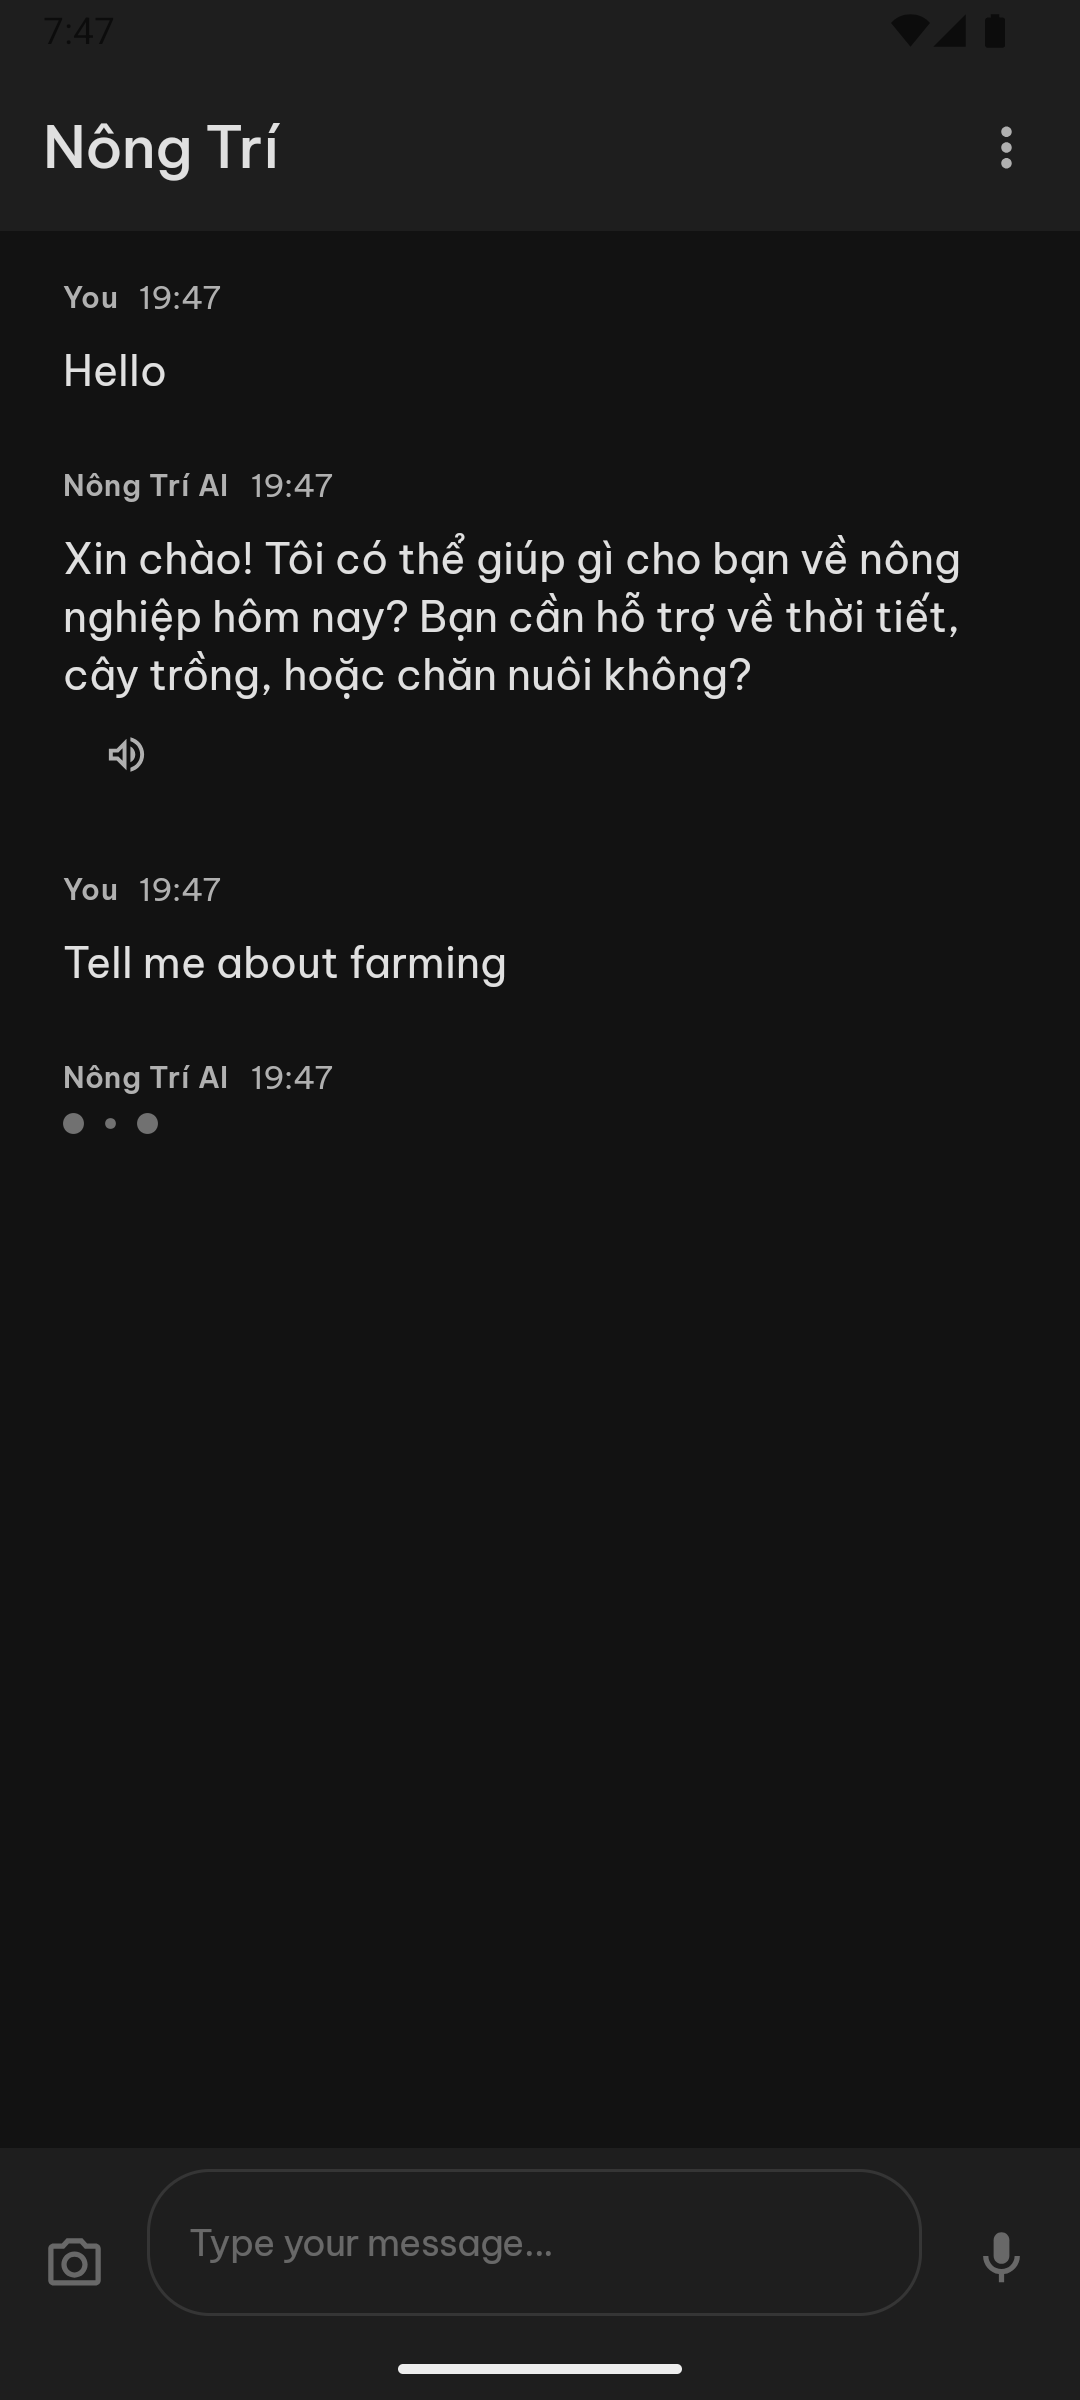 7:47
Nông Trí
You 19:47
Hello
Nông Trí AI 19:47
Xin chào! Tôi có thể giúp gì cho bạn về nông
nghiệp hôm nay? Bạn cần hỗ trợ về thời tiết,
cây trồng, hoặc chăn nuôi không?
You 19:47
Tell me about farming
Nông Trí AI 19:47
Type your message...